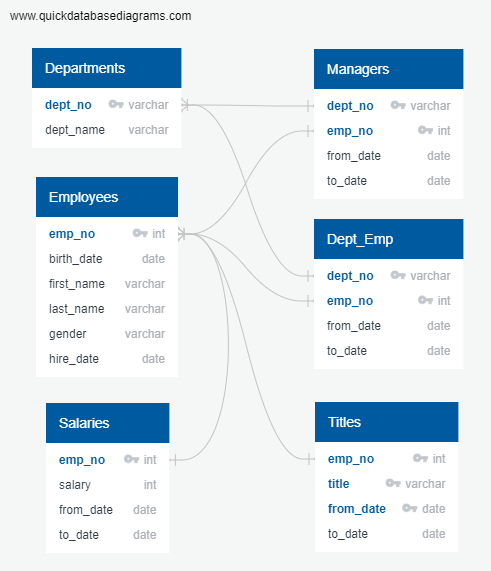 www.quickdatabasediagrams.com
Departments
dept_no varchar
dept_name varchar
Employees
emp_no int
birth_date date
first_name varchar
last_name varchar
gender varchar
hire_date date
Salaries
emp_no int
salary int
from_date date
to_date date
Managers
dept_no varchar
emp_no int
from_date date
to_date date
Dept_Emp
dept_no varchar
emp_no int
from_date date
to_date date
Titles
emp_no int
title varchar
from_date date
to_date date